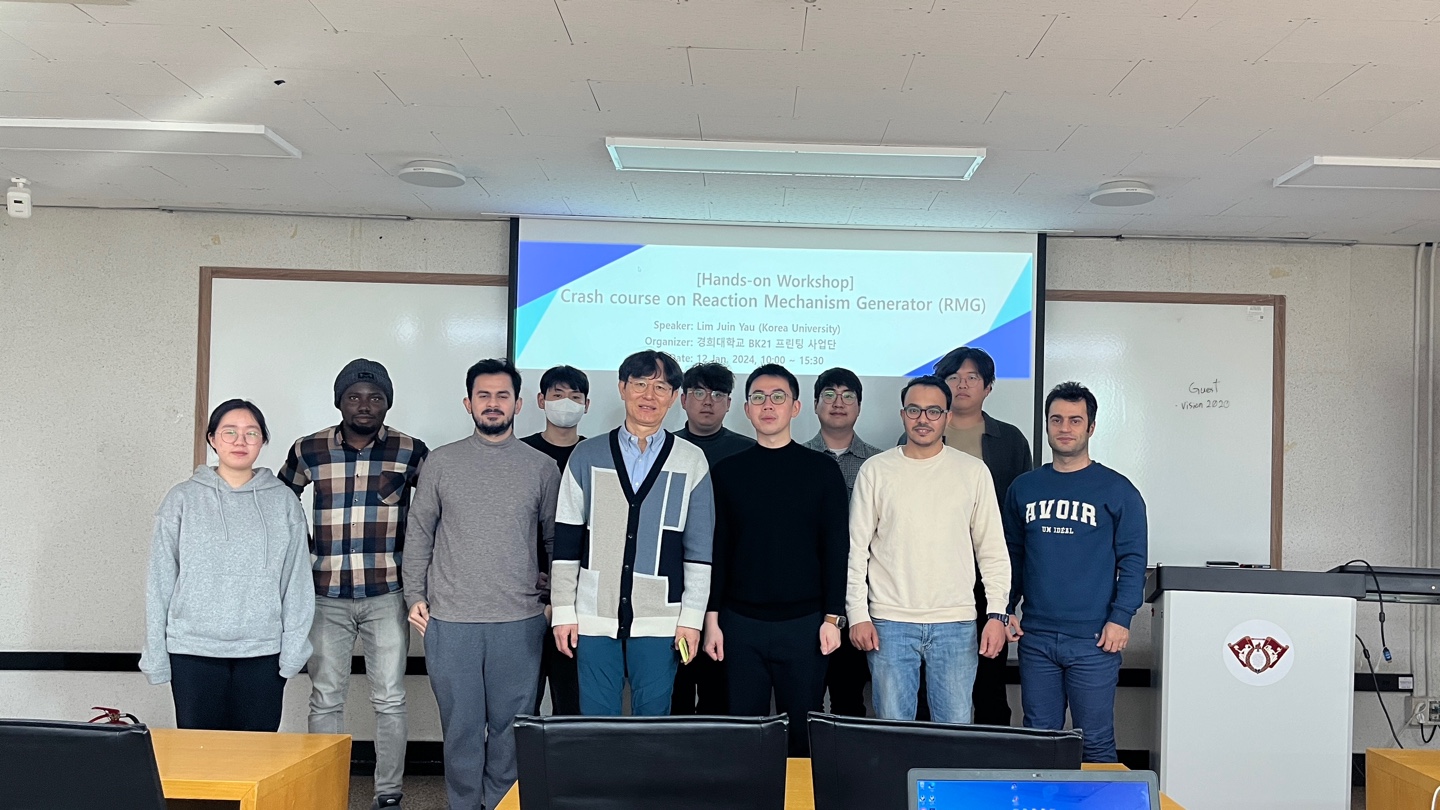 [Hands-on Workshop]
Crash course on Reaction Mechanism Generator (RMG)
Speaker: Lim Juin Yau (Korea University)
Organizer: 경희대학교 BK21 프린팅 사업단
Date: 12 Jan. 2024, 10:00 ~ 15:30
Guest
· Vision 2020
AVOIR
UN IDÉAL